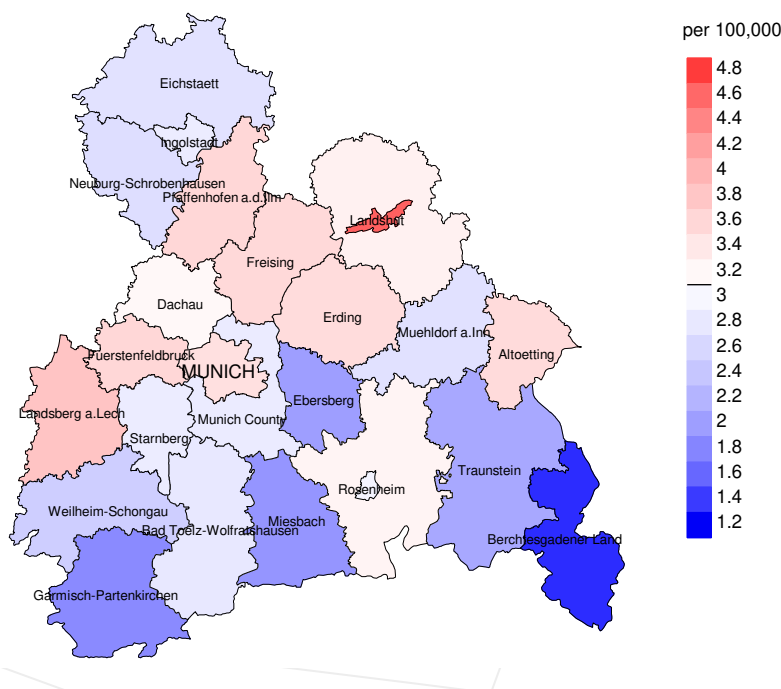 per 100,000
4.8
4.6
4.4
4.2
4
3.8
3.6
3.4
3.2
3
2.8
2.6
2.4
2.2
2
1.8
1.6
1.4
1.2
Eichstaett
Ingolstadt
Neuburg-Schrobenhausen
Pfaffenhofen a.d.Ilm
Landshut
Freising
Dachau
Erding
Muehldorf a.Inn
Altoetting
Fuerstenfeldbruck
MUNICH
Ebersberg
Landsberg a.Lech
Munich County
Starnberg
Traunstein
Rosenheim
Weilheim-Schongau
Miesbach
Bad Toelz-Wolfratshausen
Berchtesgadener Land
Garmisch-Partenkirchen